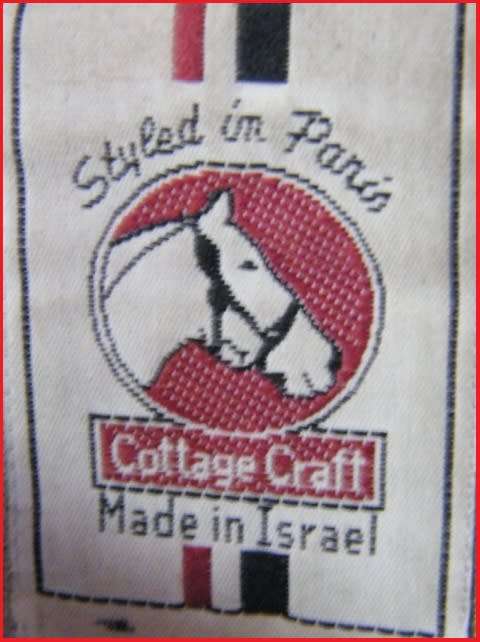 Styled in Paris
Cottage Craft
Made in Israel